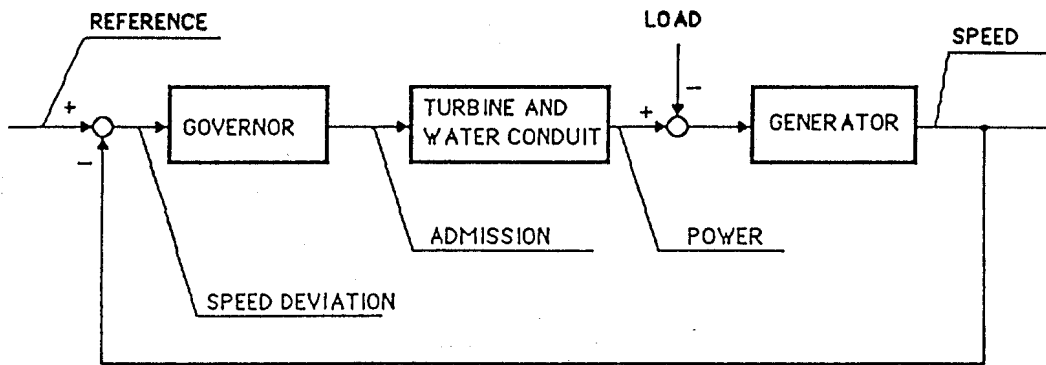 REFERENCE
LOAD
SPEED
+
−
+
−
GOVERNOR
TURBINE AND
WATER CONDUIT
GENERATOR
ADMISSION
POWER
SPEED DEVIATION